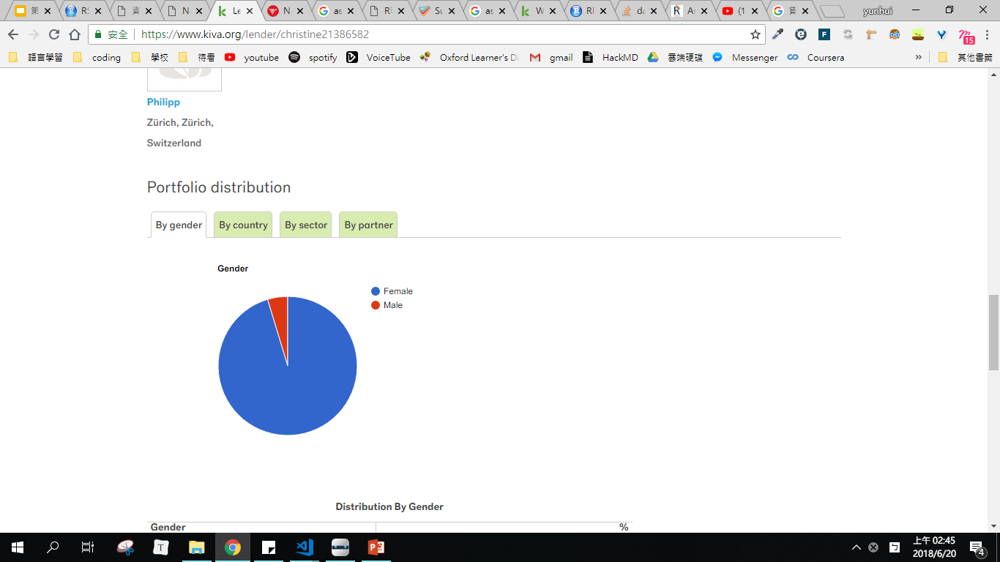 第
RS
資
N
Le
N
as
RI
Su
as
W
RI
da
As
(1
貨
yunhui
安全
https://www.kiva.org/lender/christine21386582
15
語言學習
coding
學校
待看
youtube
spotify
VoiceTube
Oxford Learner's Di
gmail
HackMD
雲端硬碟
Messenger
Coursera
»
其他書籤
Philipp
Zürich, Zürich,
Switzerland
Portfolio distribution
By gender
By country
By sector
By partner
Gender
Female
Male
Distribution By Gender
Gender
%
上午 02:45
2018/6/20
4